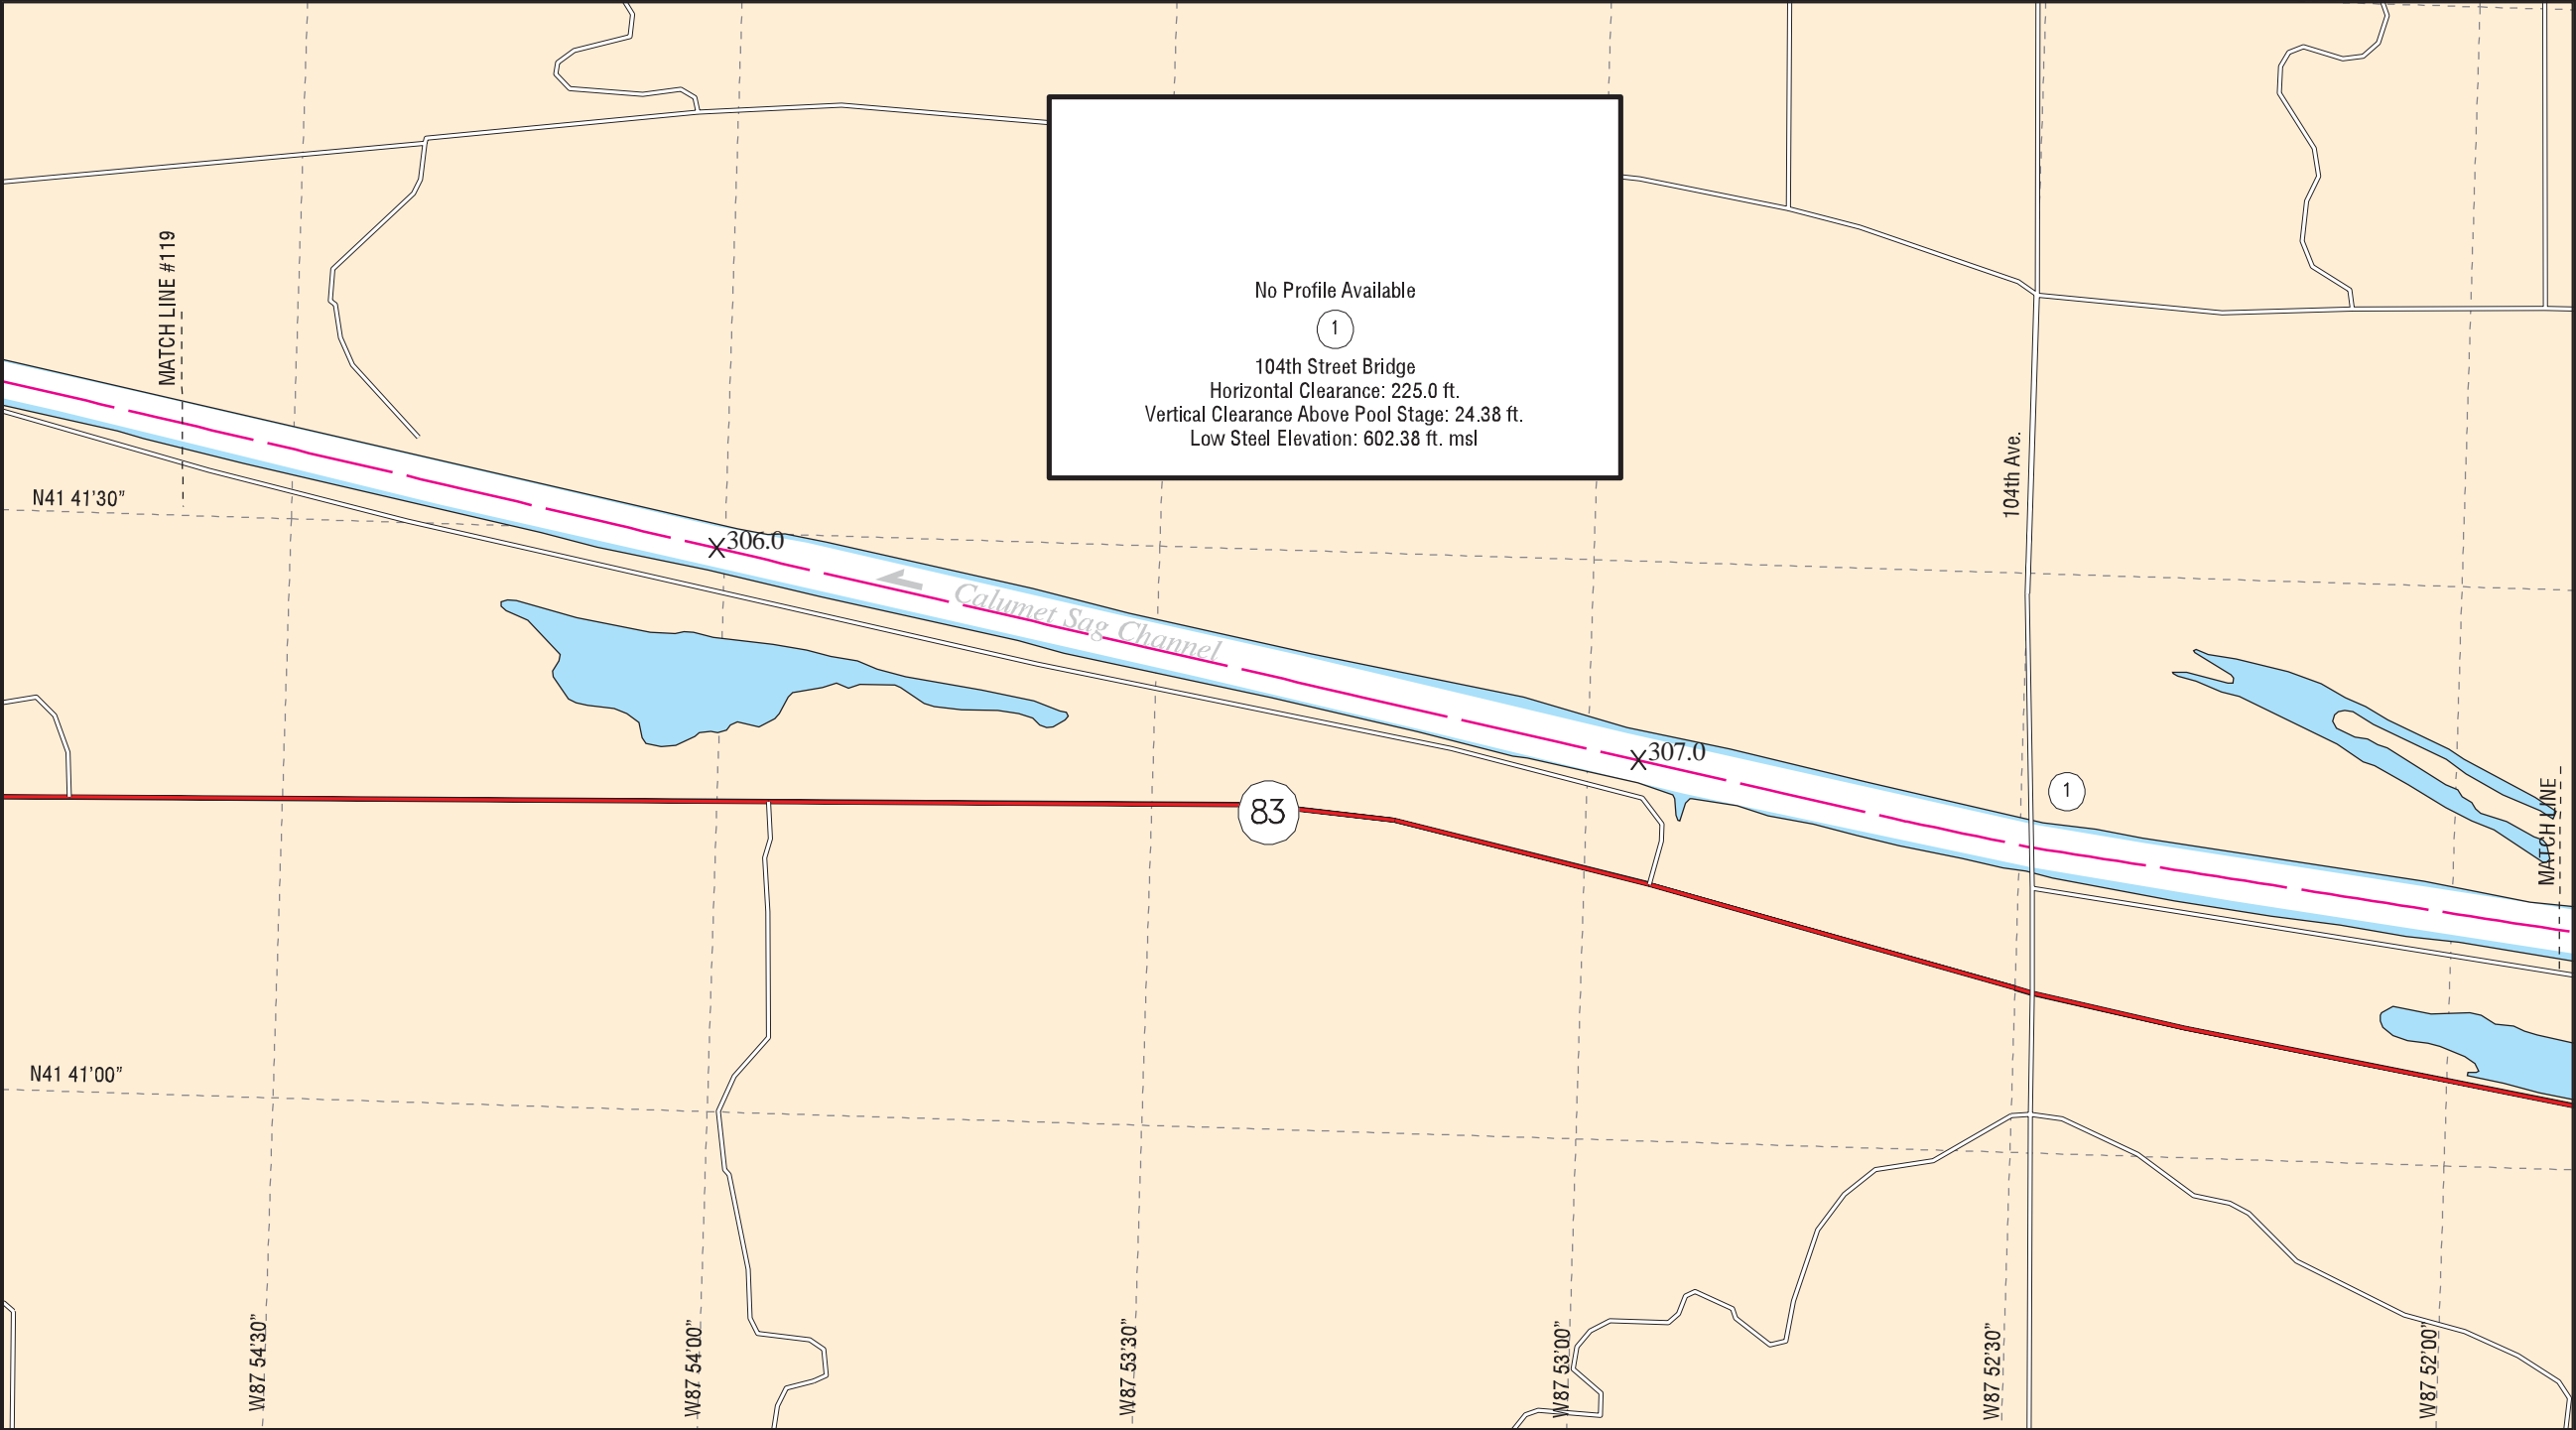 No Profile Available
1
104th Street Bridge
Horizontal Clearance: 225.0 ft.
Vertical Clearance Above Pool Stage: 24.38 ft.
Low Steel Elevation: 602.38 ft. msl
MATCH LINE #119
N41 41'30"
104th Ave.
306.0
Calumet Sag Channel
307.0
1
83
MATCH LINE
N41 41'00"
W87 54'30"
W87 54'00"
W87 53'30"
W87 53'00"
W87 52'30"
W87 52'00"